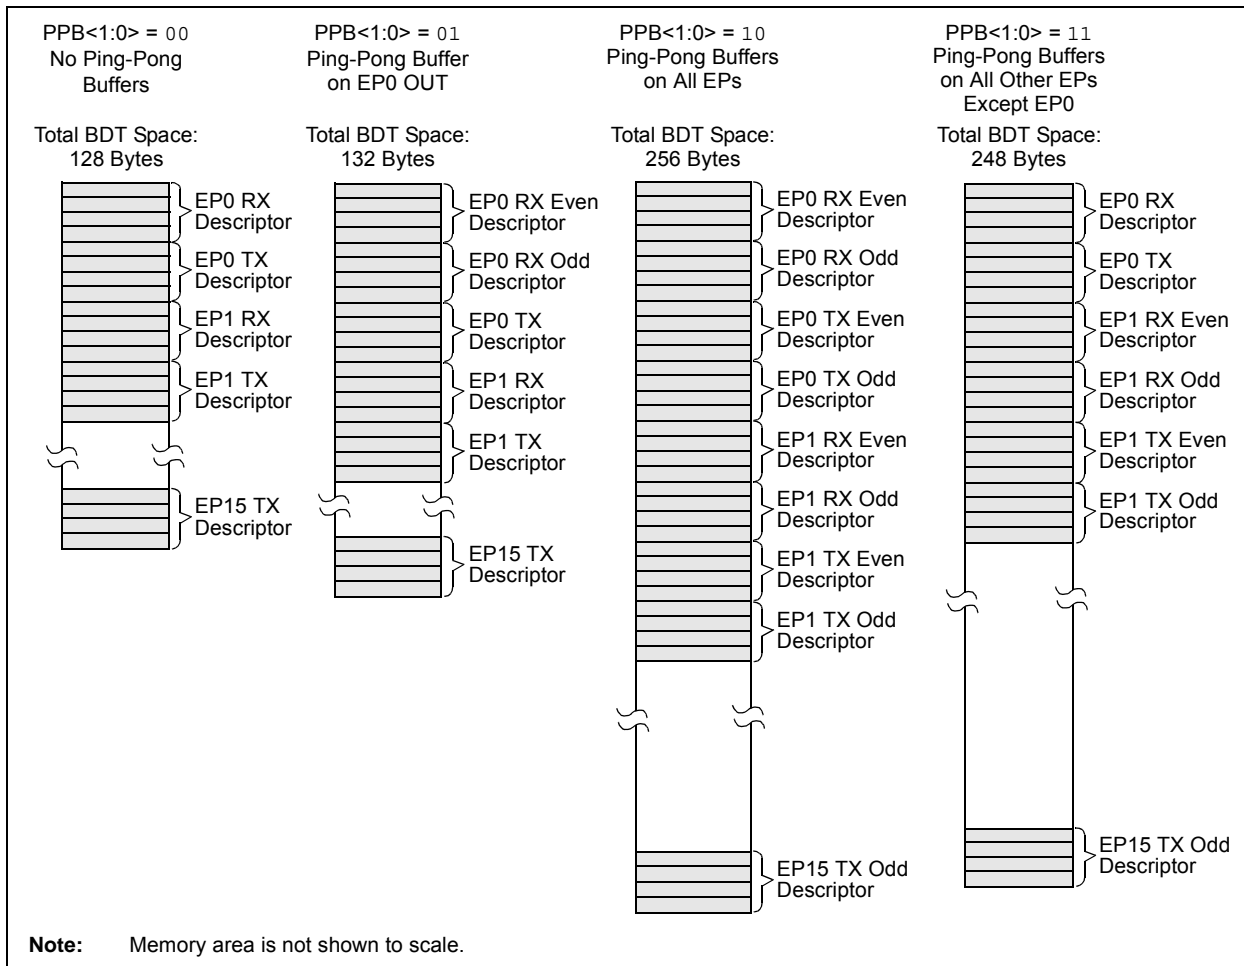 PPB<1:0> = 00
No Ping-Pong
Buffers
Total BDT Space:
128 Bytes
EP0 RX
Descriptor
EP0 TX
Descriptor
EP1 RX
Descriptor
EP1 TX
Descriptor
EP15 TX
Descriptor
PPB<1:0> = 01
Ping-Pong Buffer
on EP0 OUT
Total BDT Space:
132 Bytes
EP0 RX Even
Descriptor
EP0 RX Odd
Descriptor
EP0 TX
Descriptor
EP1 RX
Descriptor
EP1 TX
Descriptor
EP15 TX
Descriptor
PPB<1:0> = 10
Ping-Pong Buffers
on All EPs
Total BDT Space:
256 Bytes
EP0 RX Even
Descriptor
EP0 RX Odd
Descriptor
EP0 TX Even
Descriptor
EP0 TX Odd
Descriptor
EP1 RX Even
Descriptor
EP1 RX Odd
Descriptor
EP1 TX Even
Descriptor
EP1 TX Odd
Descriptor
EP15 TX Odd
Descriptor
PPB<1:0> = 11
Ping-Pong Buffers
on All Other EPs
Except EP0
Total BDT Space:
248 Bytes
EP0 RX
Descriptor
EP0 TX
Descriptor
EP1 RX Even
Descriptor
EP1 RX Odd
Descriptor
EP1 TX Even
Descriptor
EP1 TX Odd
Descriptor
EP15 TX Odd
Descriptor
Note: Memory area is not shown to scale.